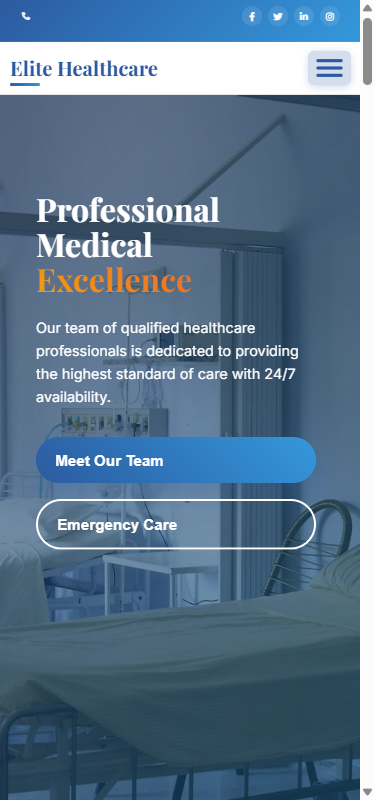 Elite Healthcare
Professional
Medical
Excellence
Our team of qualified healthcare
professionals is dedicated to providing
the highest standard of care with 24/7
availability.
Meet Our Team
Emergency Care